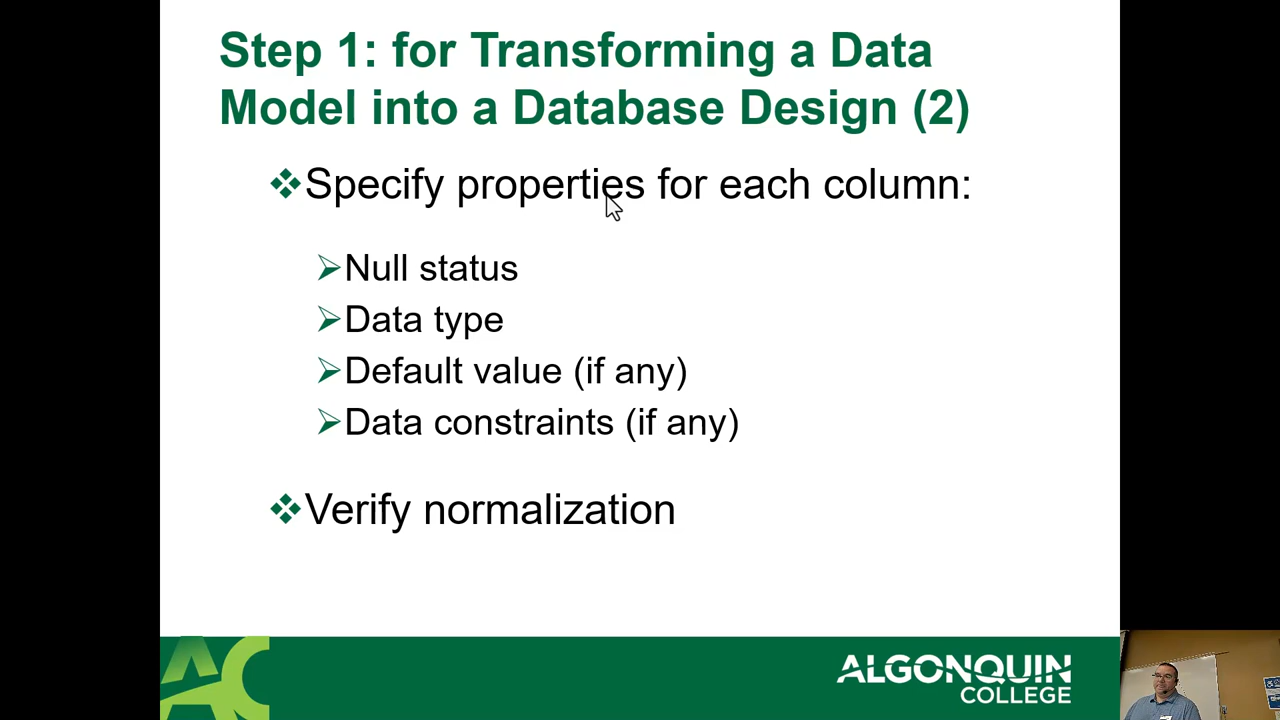 Step 1: for Transforming a Data
Model into a Database Design (2)
Specify properties for each column:
Null status
Data type
Default value (if any)
Data constraints (if any)
Verify normalization
AC
ALGONQUIN
COLLEGE